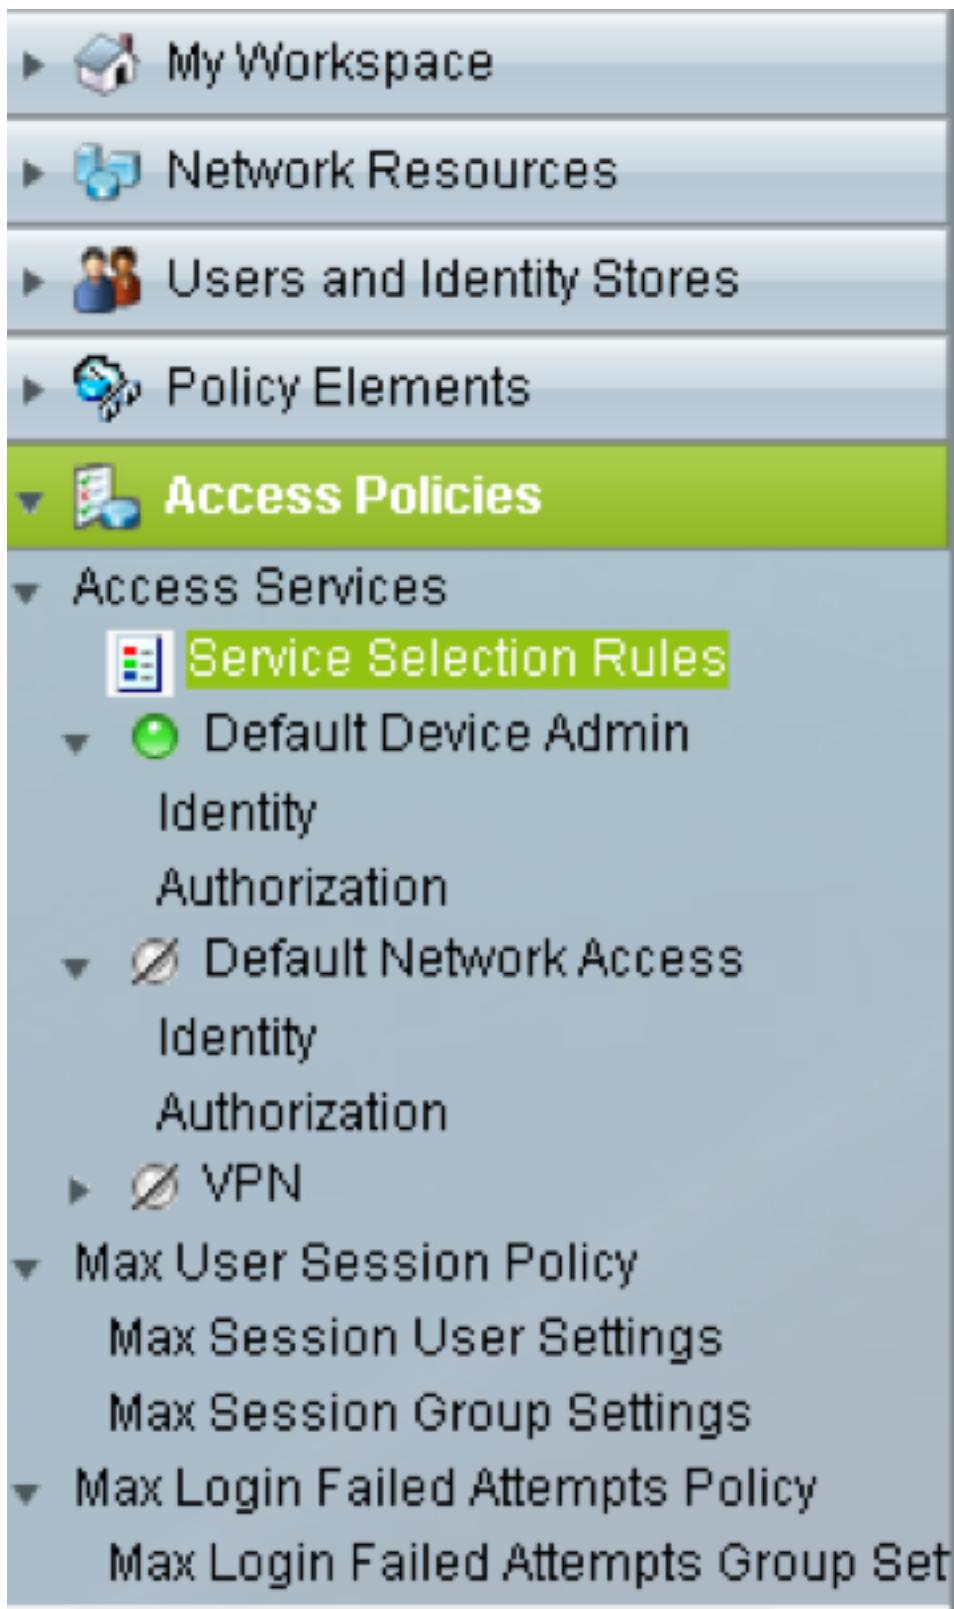 My Workspace
Network Resources
Users and Identity Stores
Policy Elements
Access Policies
Access Services
Service Selection Rules
Default Device Admin
Identity
Authorization
Default Network Access
Identity
Authorization
VPN
Max User Session Policy
Max Session User Settings
Max Session Group Settings
Max Login Failed Attempts Policy
Max Login Failed Attempts Group Set